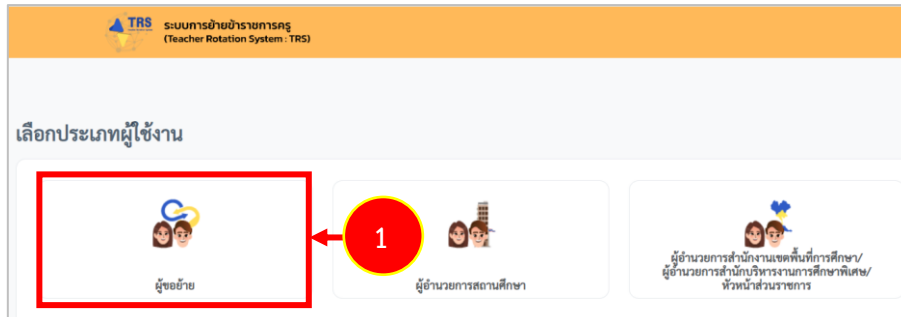 TRS
ระบบการย้ายข้าราชการครู
(Teacher Rotation System : TRS)
เลือกประเภทผู้ใช้งาน
1
ผู้ขอย้าย
ผู้อำนวยการสถานศึกษา
ผู้อำนวยการสำนักงานเขตพื้นที่การศึกษา/
ผู้อำนวยการสำนักบริหารงานการศึกษาพิเศษ/
หัวหน้าส่วนราชการ